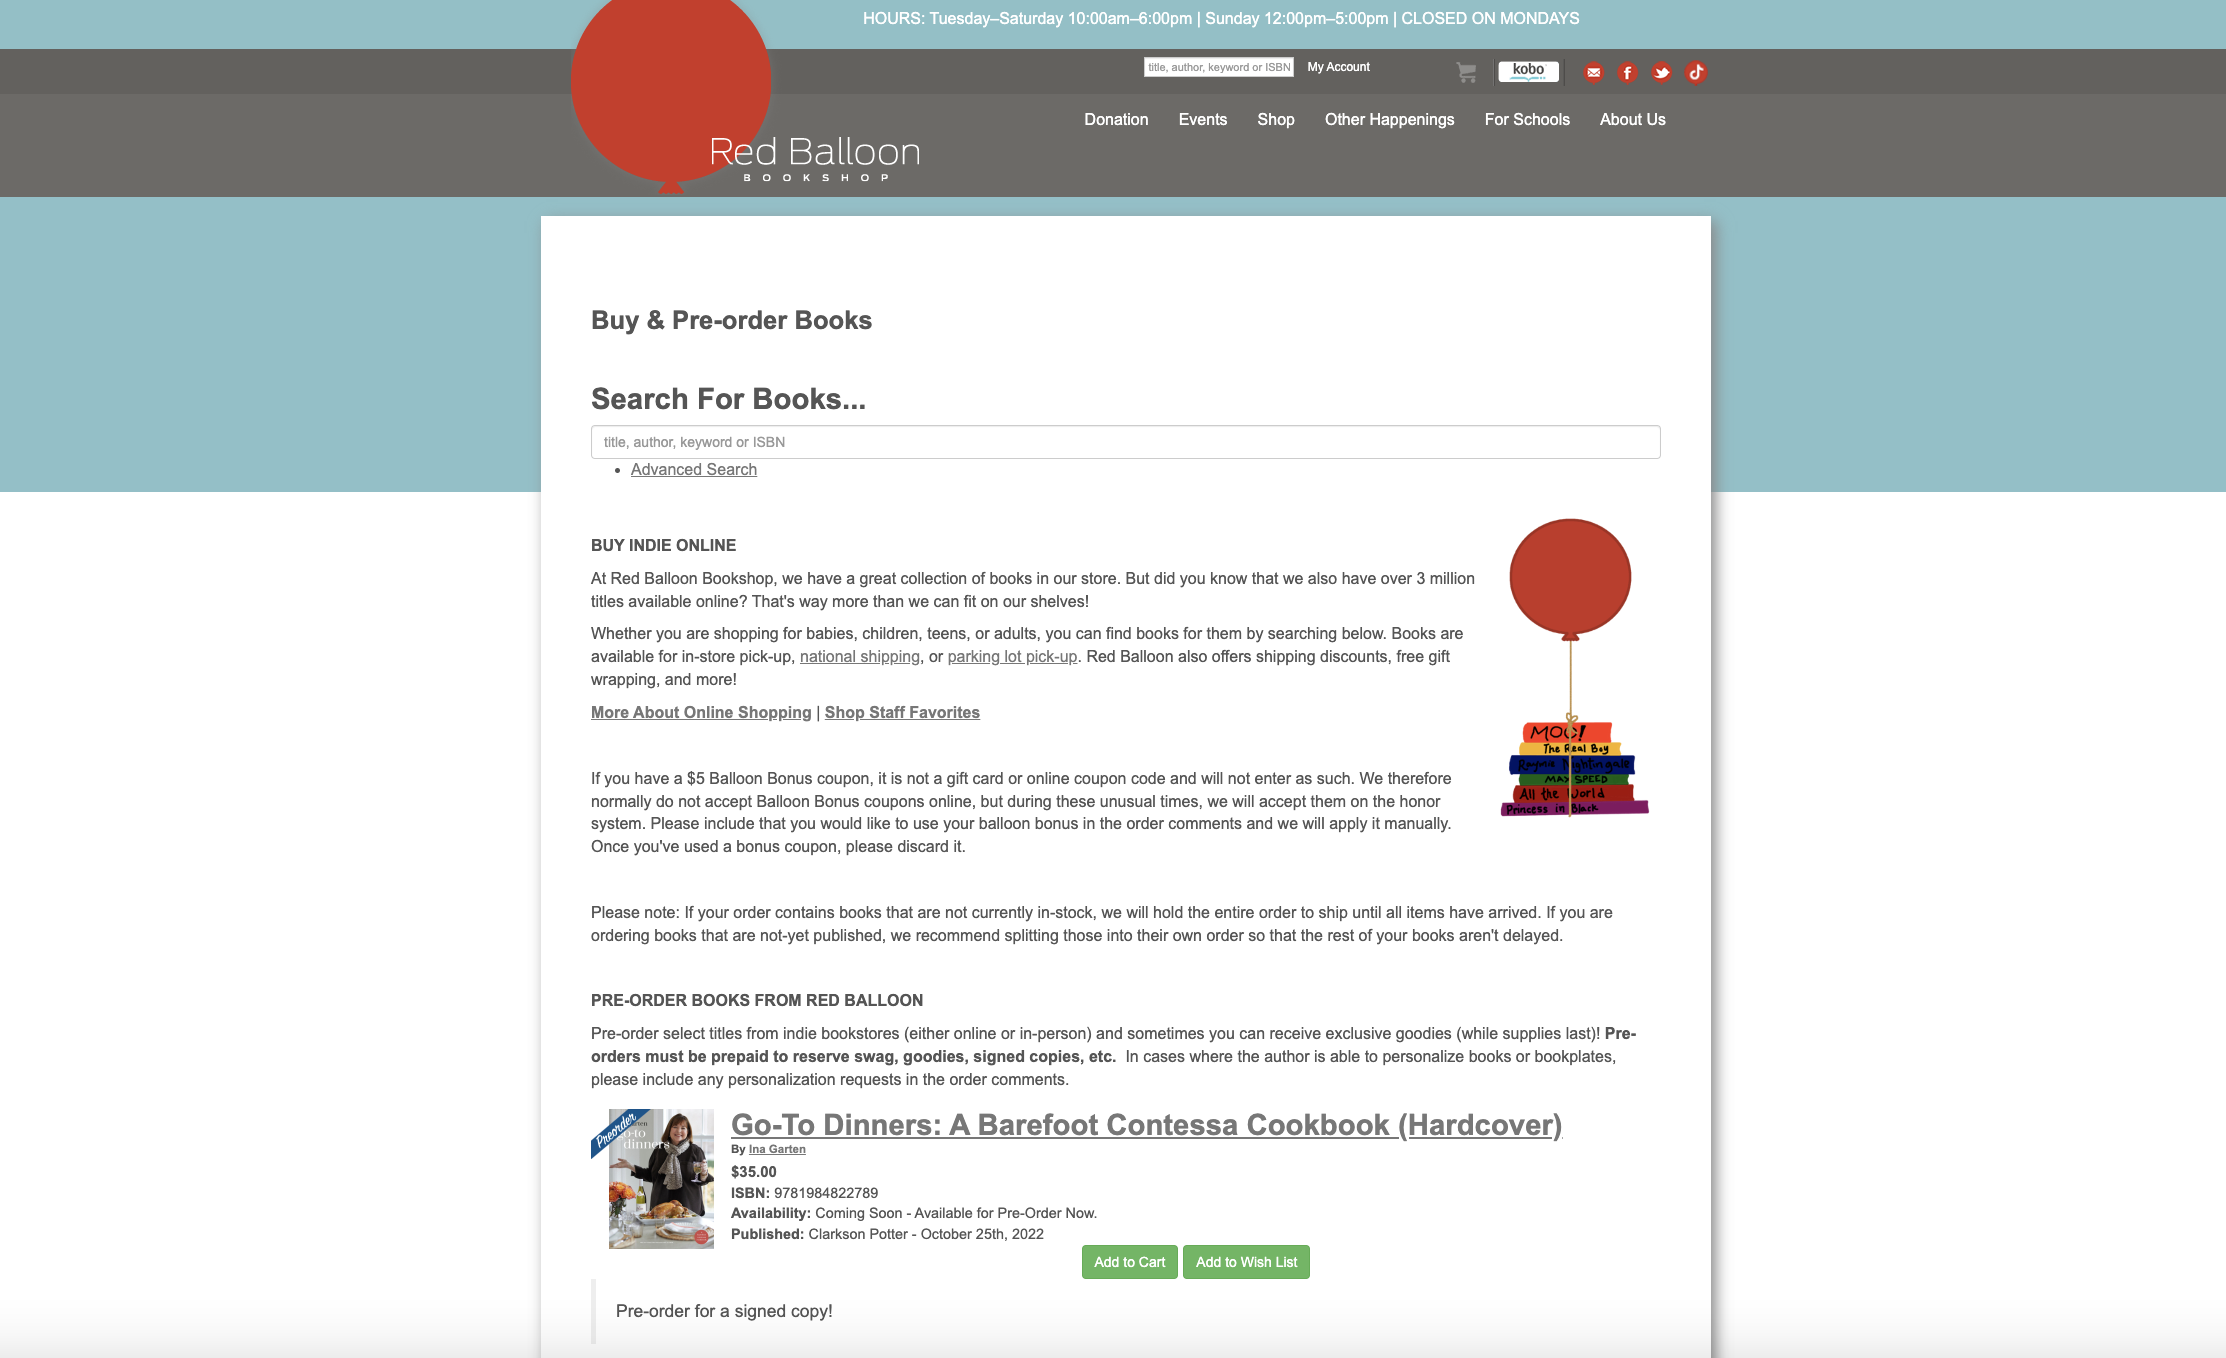 HOURS: Tuesday–Saturday 10:00am–6:00pm | Sunday 12:00pm–5:00pm | CLOSED ON MONDAYS
title, author, keyword or ISBN
My Account
kobo
Donation
Events
Shop
Other Happenings
For Schools
About Us
Red Balloon
BOOKSHOP
Buy & Pre-order Books
Search For Books...
title, author, keyword or ISBN
• Advanced Search
BUY INDIE ONLINE
At Red Balloon Bookshop, we have a great collection of books in our store. But did you know that we also have over 3 million
titles available online? That's way more than we can fit on our shelves!
Whether you are shopping for babies, children, teens, or adults, you can find books for them by searching below. Books are
available for in-store pick-up, national shipping, or parking lot pick-up. Red Balloon also offers shipping discounts, free gift
wrapping, and more!
More About Online Shopping | Shop Staff Favorites
MOO!
The Real Boy
Rayna Nightingale
MAX SPEED
All the World
Princess in Black
If you have a $5 Balloon Bonus coupon, it is not a gift card or online coupon code and will not enter as such. We therefore
normally do not accept Balloon Bonus coupons online, but during these unusual times, we will accept them on the honor
system. Please include that you would like to use your balloon bonus in the order comments and we will apply it manually.
Once you've used a bonus coupon, please discard it.
Please note: If your order contains books that are not currently in-stock, we will hold the entire order to ship until all items have arrived. If you are
ordering books that are not-yet published, we recommend splitting those into their own order so that the rest of your books aren't delayed.
PRE-ORDER BOOKS FROM RED BALLOON
Pre-order select titles from indie bookstores (either online or in-person) and sometimes you can receive exclusive goodies (while supplies last)! Pre-
orders must be prepaid to reserve swag, goodies, signed copies, etc.  In cases where the author is able to personalize books or bookplates,
please include any personalization requests in the order comments.
Preorder
dinners
Go-To Dinners: A Barefoot Contessa Cookbook (Hardcover)
By Ina Garten
$35.00
ISBN: 9781984822789
Availability: Coming Soon - Available for Pre-Order Now.
Published: Clarkson Potter - October 25th, 2022
Add to Cart
Add to Wish List
Pre-order for a signed copy!